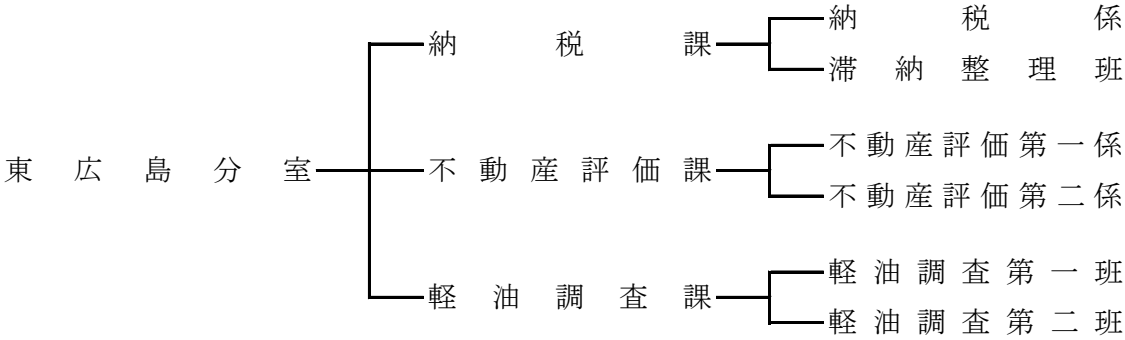 東広島分室
納税課
納税係
滞納整理班
不動産評価課
不動産評価第一係
不動産評価第二係
軽油調査課
軽油調査第一班
軽油調査第二班